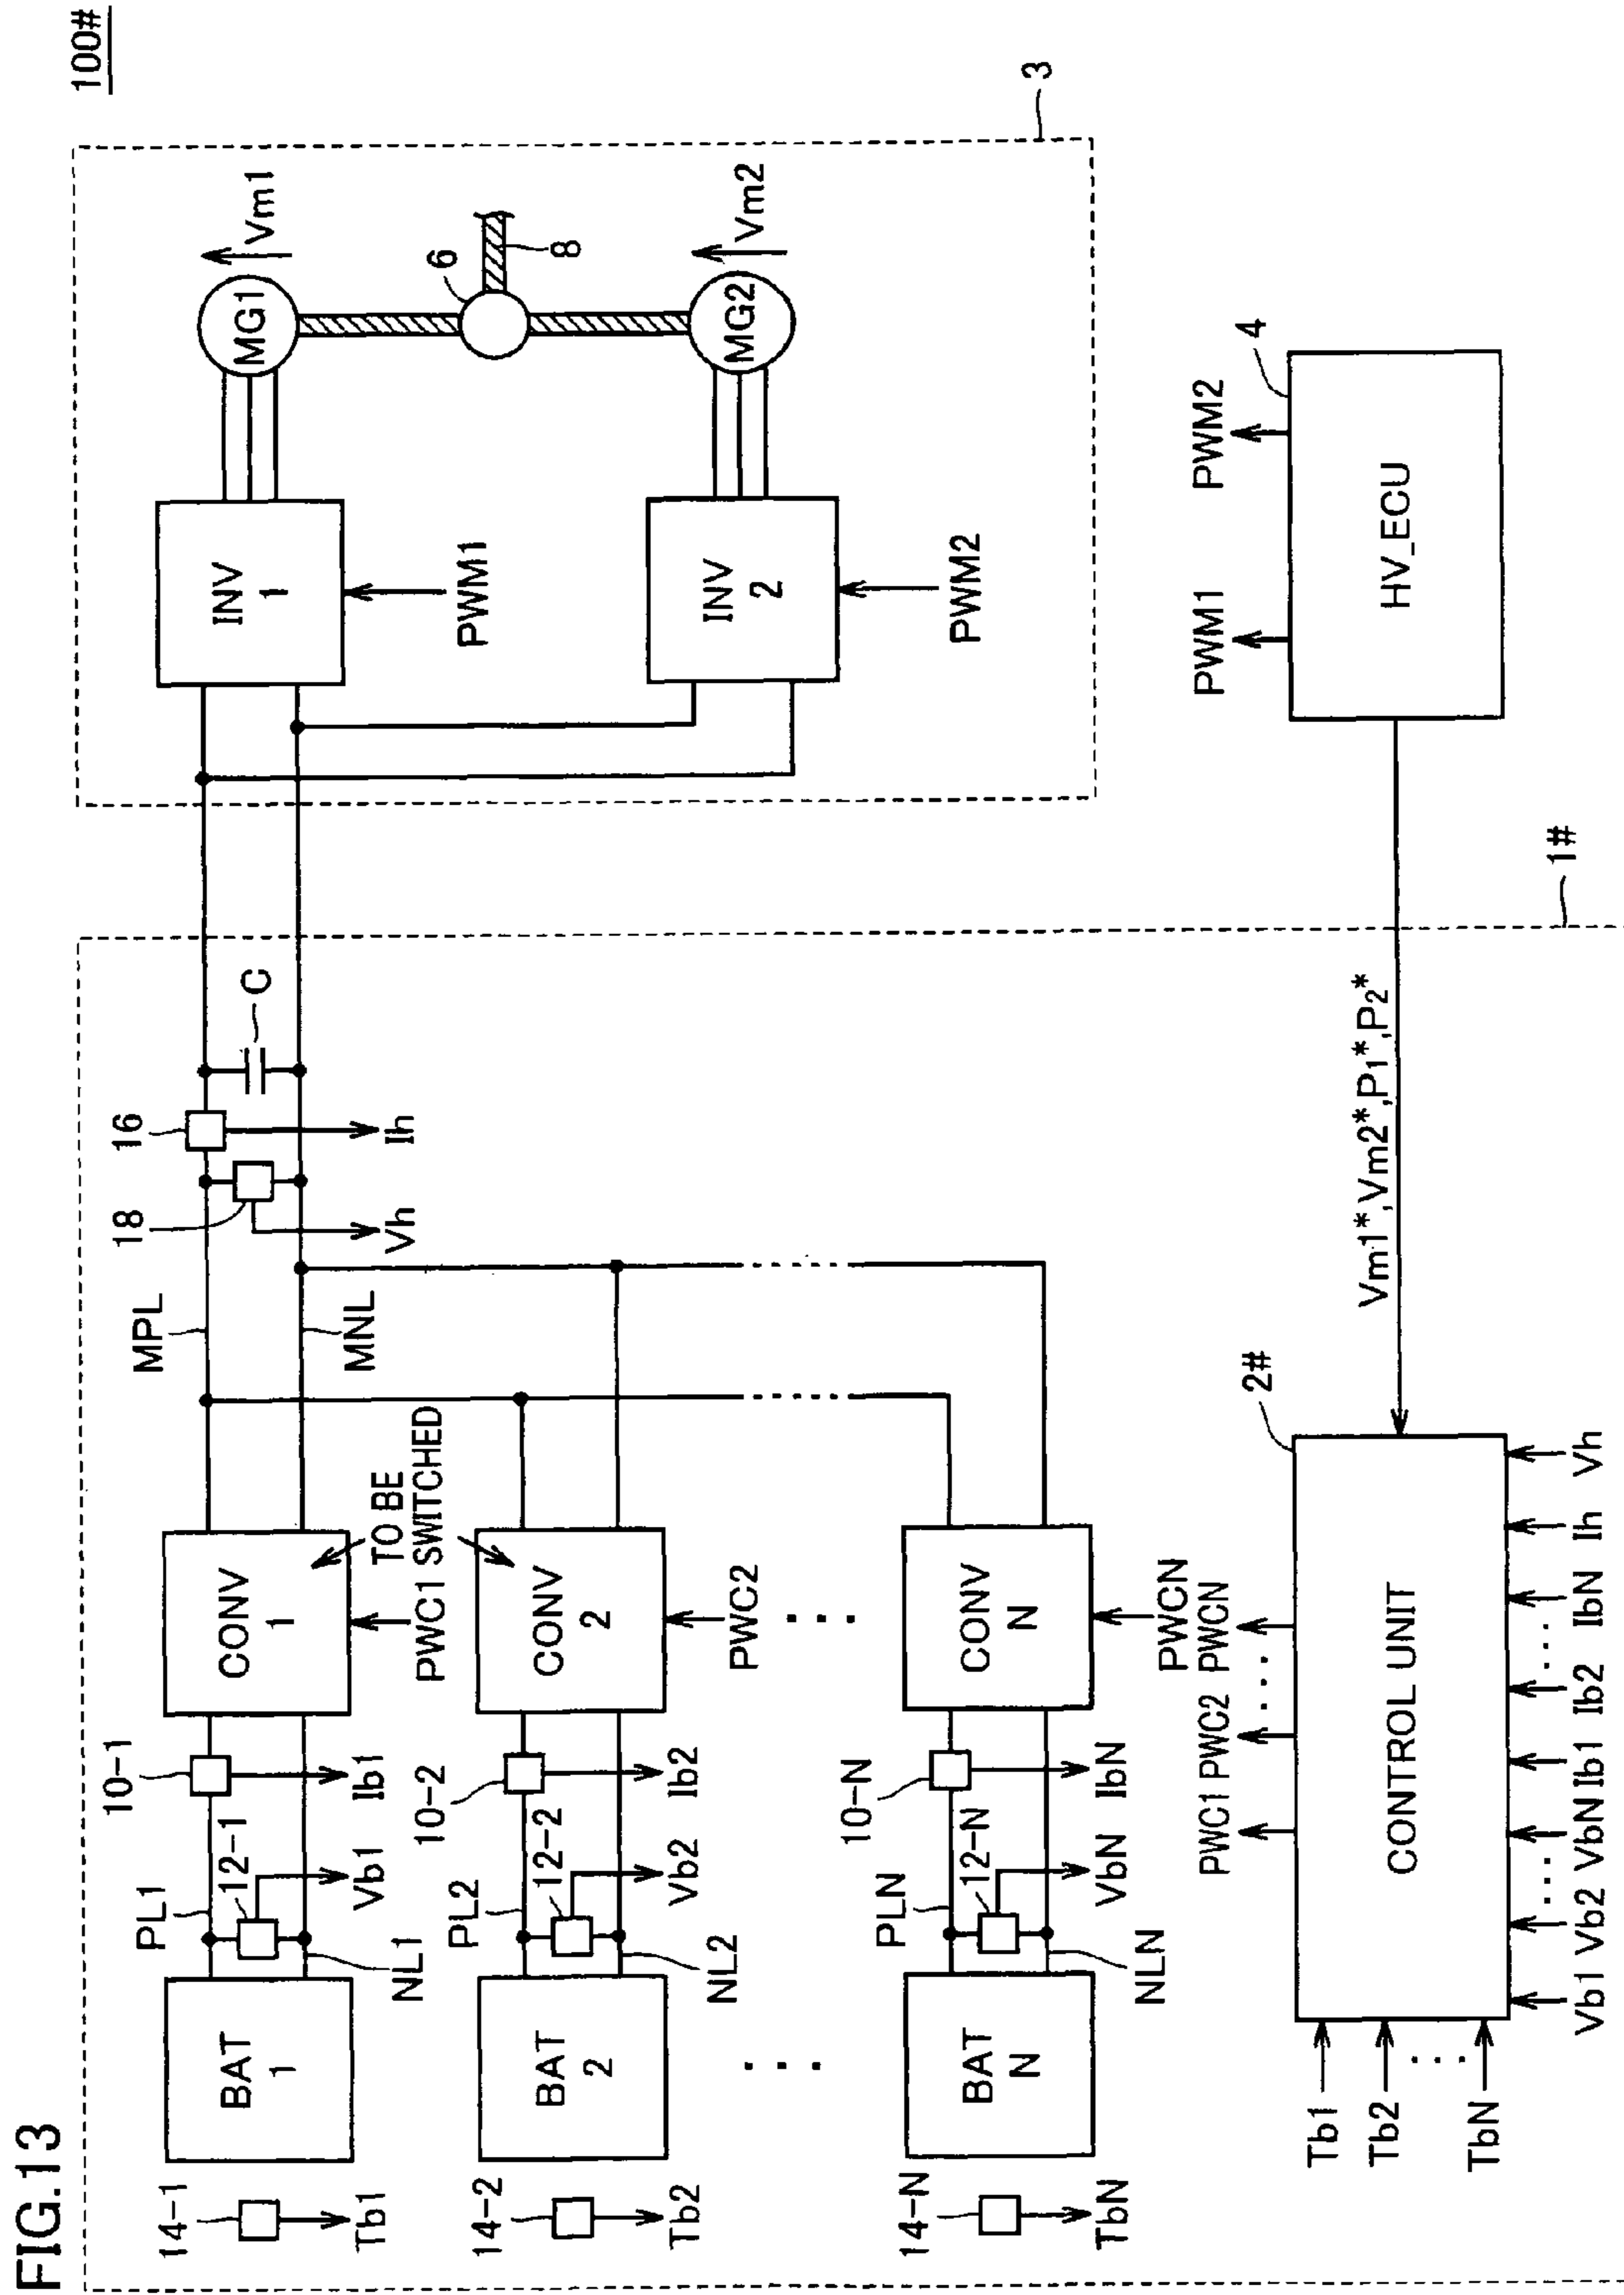 FIG.13
100#
14-1
Tb1
BAT
1
PL1
12-1
NL1
Vb1
10-1
Ib1
CONV
1
PWC1
TO BE
SWITCHED
MPL
MNL
18
Vh
16
Ih
C
INV
1
PWM1
MG1
Vm1
6
8
3
14-2
Tb2
BAT
2
PL2
12-2
NL2
Vb2
10-2
Ib2
CONV
2
PWC2
INV
2
PWM2
MG2
Vm2
14-N
TbN
BAT
N
PLN
12-N
NLN
VbN
10-N
IbN
CONV
N
PWCN
PWC1 PWC2 PWCN
2#
CONTROL UNIT
Tb1
Tb2
TbN
Vb1 Vb2 VbN Ib1 Ib2 IbN Ih Vh
Vm1*,Vm2*,P1*,P2*
1#
PWM1
PWM2
4
HV_ECU